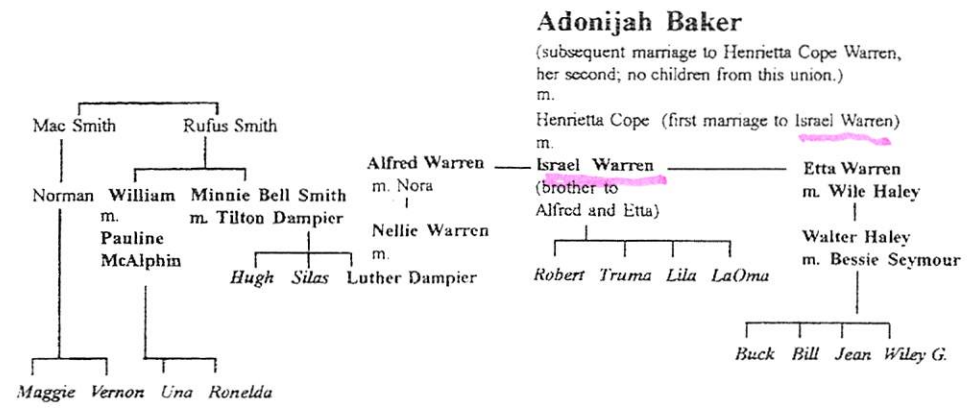 Adonijah Baker
(subsequent marriage to Henrietta Cope Warren,
her second; no children from this union.)
m.
Henrietta Cope (first marriage to Israel Warren)
m.
Mac Smith Rufus Smith
Alfred Warren Israel Warren Etta Warren
m. Nora (brother to m. Wile Haley
Alfred and Etta)
Norman William Minnie Bell Smith
m. m. Tilton Dampier
Pauline
McAlphin
Nellie Warren Walter Haley
m. m. Bessie Seymour
Hugh Silas Luther Dampier Robert Truma Lila LaOma
Buck Bill Jean Wiley G.
Maggie Vernon Una Ronelda